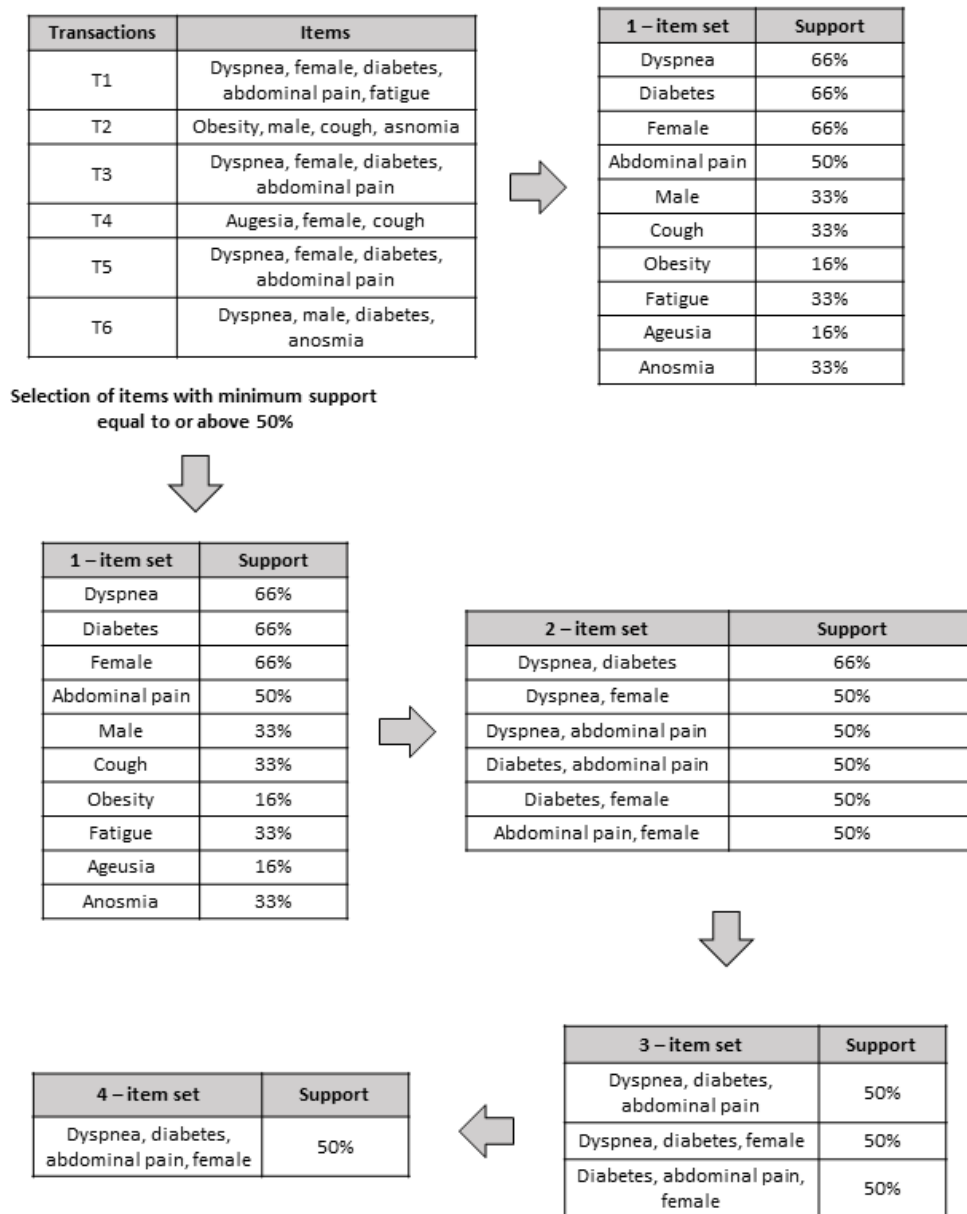 Transactions Items
T1 Dyspnea, female, diabetes,
abdominal pain, fatigue
T2 Obesity, male, cough, asnomia
T3 Dyspnea, female, diabetes,
abdominal pain
T4 Augesia, female, cough
T5 Dyspnea, female, diabetes,
abdominal pain
T6 Dyspnea, male, diabetes,
anosmia
1 – item set Support
Dyspnea 66%
Diabetes 66%
Female 66%
Abdominal pain 50%
Male 33%
Cough 33%
Obesity 16%
Fatigue 33%
Ageusia 16%
Anosmia 33%
Selection of items with minimum support
equal to or above 50%
1 – item set Support
Dyspnea 66%
Diabetes 66%
Female 66%
Abdominal pain 50%
Male 33%
Cough 33%
Obesity 16%
Fatigue 33%
Ageusia 16%
Anosmia 33%
2 – item set Support
Dyspnea, diabetes 66%
Dyspnea, female 50%
Dyspnea, abdominal pain 50%
Diabetes, abdominal pain 50%
Diabetes, female 50%
Abdominal pain, female 50%
3 – item set Support
Dyspnea, diabetes,
abdominal pain 50%
Dyspnea, diabetes, female 50%
Diabetes, abdominal pain,
female 50%
4 – item set Support
Dyspnea, diabetes,
abdominal pain, female 50%